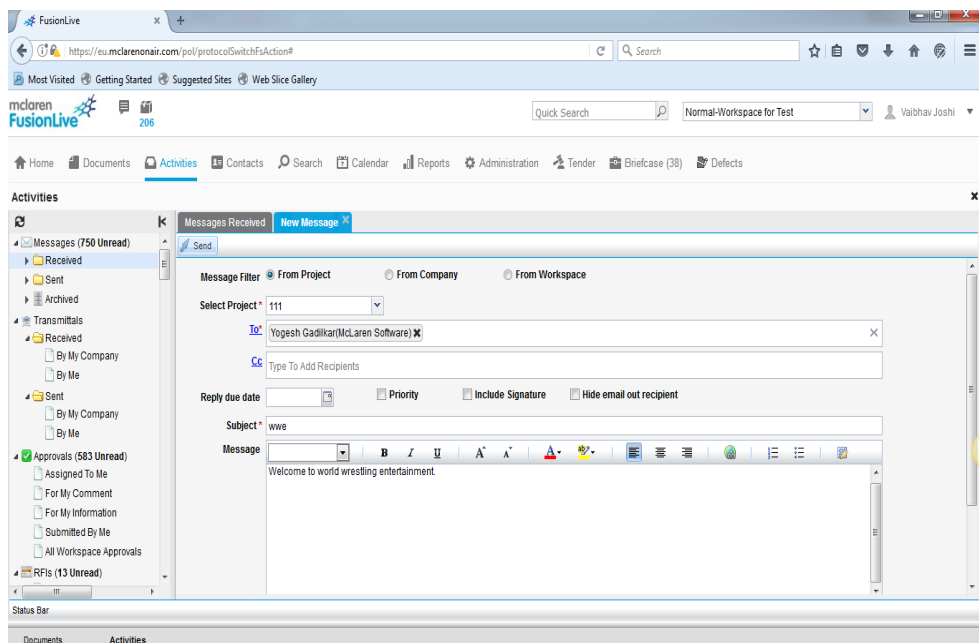 FusionLive
https://eu.mclarenonair.com/pol/protocolSwitchFsAction#
Search
Most Visited Getting Started Suggested Sites Web Slice Gallery
mclaren
FusionLive
206
Quick Search
Normal-Workspace for Test
Vaibhav Joshi
Home Documents Activities Contacts Search Calendar Reports Administration Tender Briefcase (38) Defects
Activities
Messages Received New Message
Messages (750 Unread)
Received
Sent
Archived
Transmittals
Received
By My Company
By Me
Sent
By My Company
By Me
Approvals (583 Unread)
Assigned To Me
For My Comment
For My Information
Submitted By Me
All Workspace Approvals
RFIs (13 Unread)
Send
Message Filter From Project From Company From Workspace
Select Project* 111
To* Yogesh Gadilkar(McLaren Software)
Cc Type To Add Recipients
Reply due date Priority Include Signature Hide email out recipient
Subject* wwe
Message B I U A A A ab
Welcome to world wrestling entertainment.
Status Bar
Documents Activities